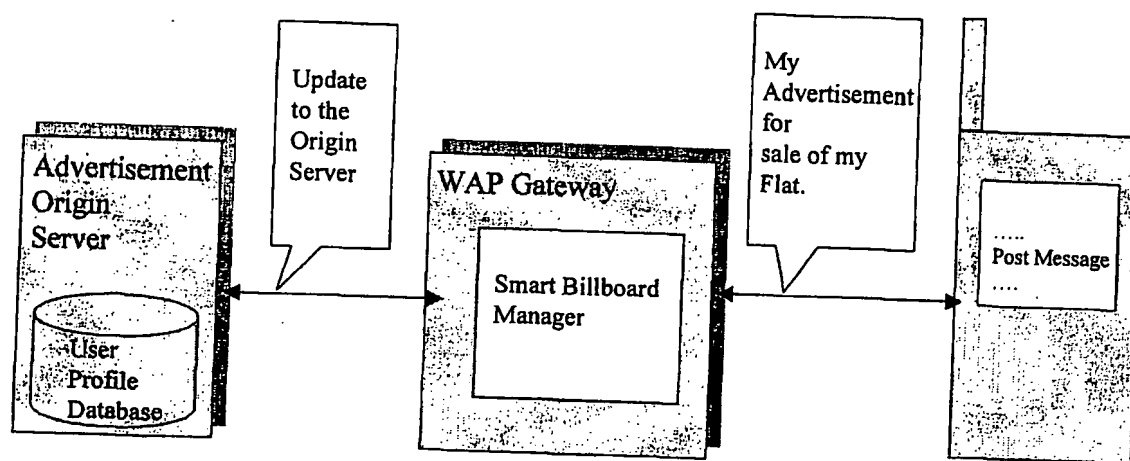 Advertisement
Origin
Server
User
Profile
Database
Update
to the
Origin
Server
WAP Gateway
Smart Billboard
Manager
My
Advertisement
for
sale of my
Flat.
.....
Post Message
....